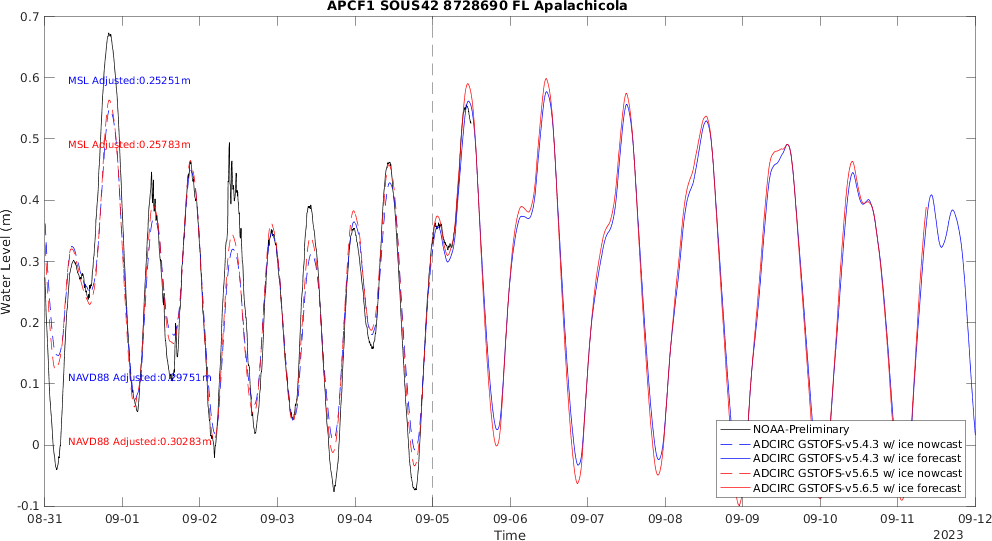 APCF1 SOUS42 8728690 FL Apalachicola
0.7
0.6
0.5
0.4
0.3
0.2
0.1
0
-0.1
Water Level (m)
MSL Adjusted:0.25251m
MSL Adjusted:0.25783m
NAVD88 Adjusted:0.29751m
NAVD88 Adjusted:0.30283m
NOAA-Preliminary
ADCIRC GSTOFS-v5.4.3 w/ ice nowcast
ADCIRC GSTOFS-v5.4.3 w/ ice forecast
ADCIRC GSTOFS-v5.6.5 w/ ice nowcast
ADCIRC GSTOFS-v5.6.5 w/ ice forecast
08-31 09-01 09-02 09-03 09-04 09-05 09-06 09-07 09-08 09-09 09-10 09-11 09-12
Time
2023